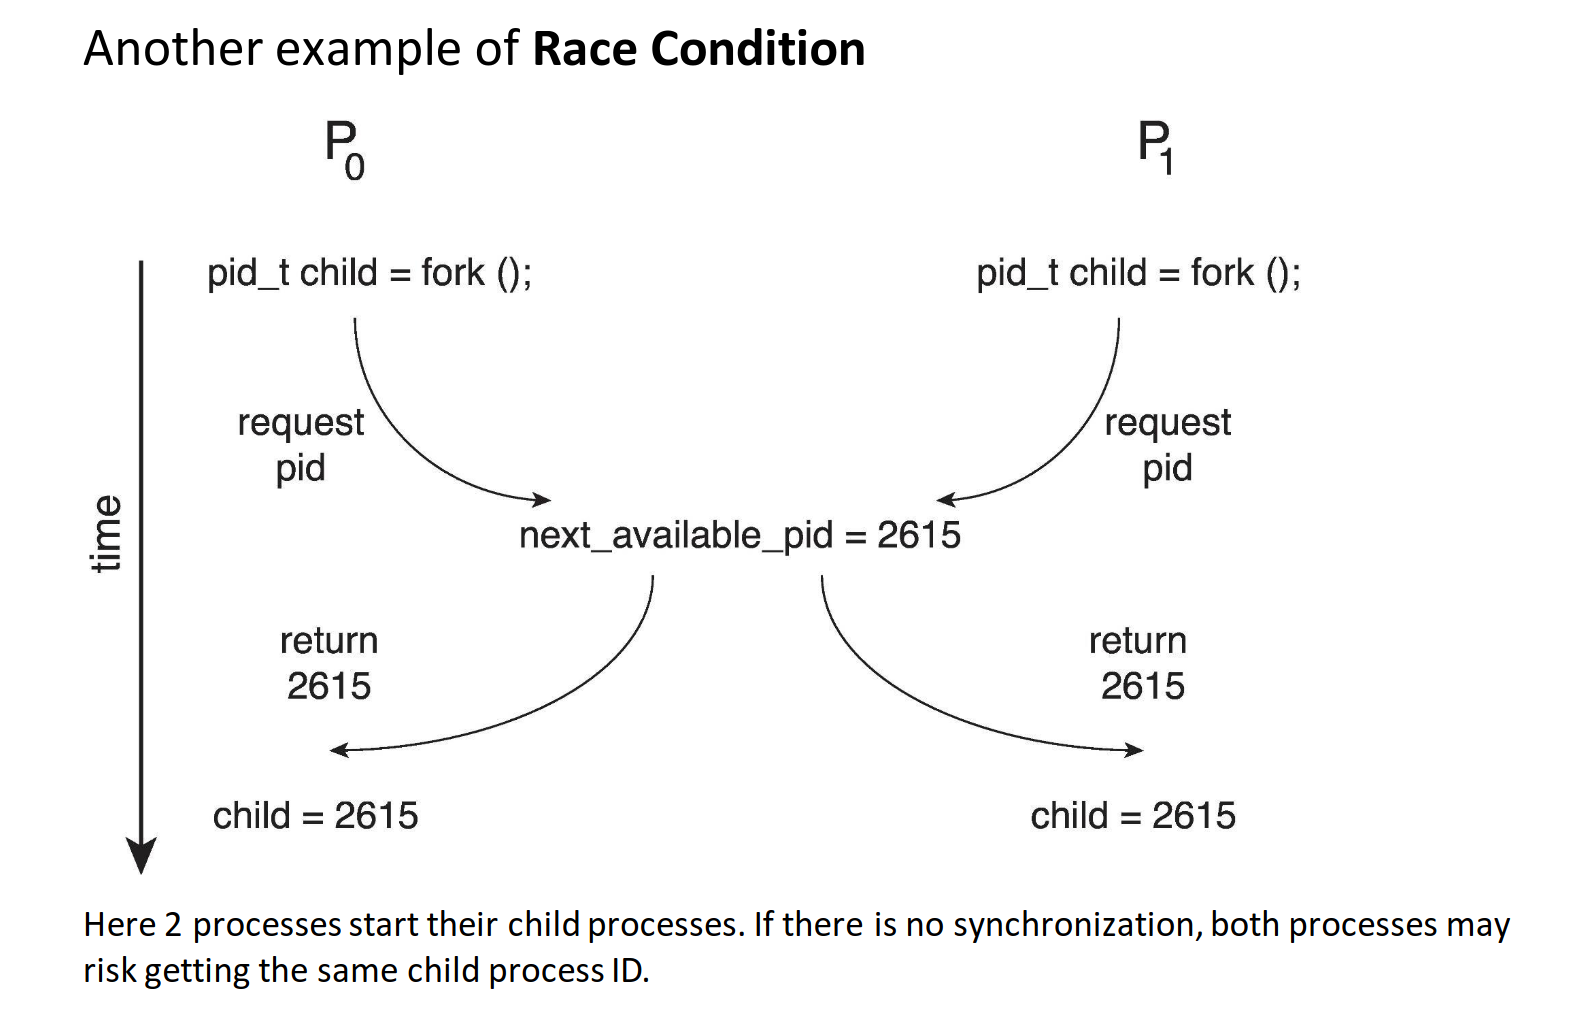 Another example of Race Condition
P0
P1
pid_t child = fork ();
pid_t child = fork ();
request
pid
request
pid
time
next_available_pid = 2615
return
2615
return
2615
child = 2615
child = 2615
Here 2 processes start their child processes. If there is no synchronization, both processes may
risk getting the same child process ID.